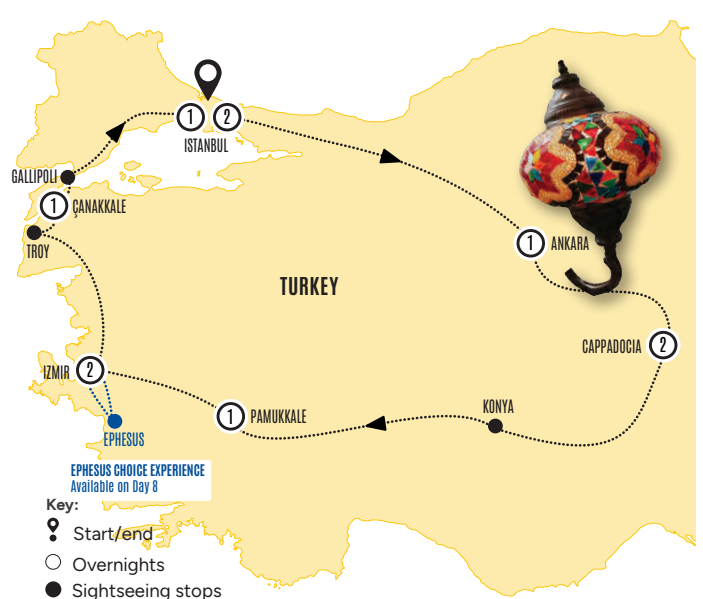 1
2
ISTANBUL
GALLIPOLI
1
ÇANAKKALE
TROY
1
ANKARA
TURKEY
CAPPADOCIA
2
IZMIR
2
KONYA
1
PAMUKKALE
EPHESUS
EPHESUS CHOICE EXPERIENCE
Available on Day 8
Key:
Start/end
Overnights
Sightseeing stops